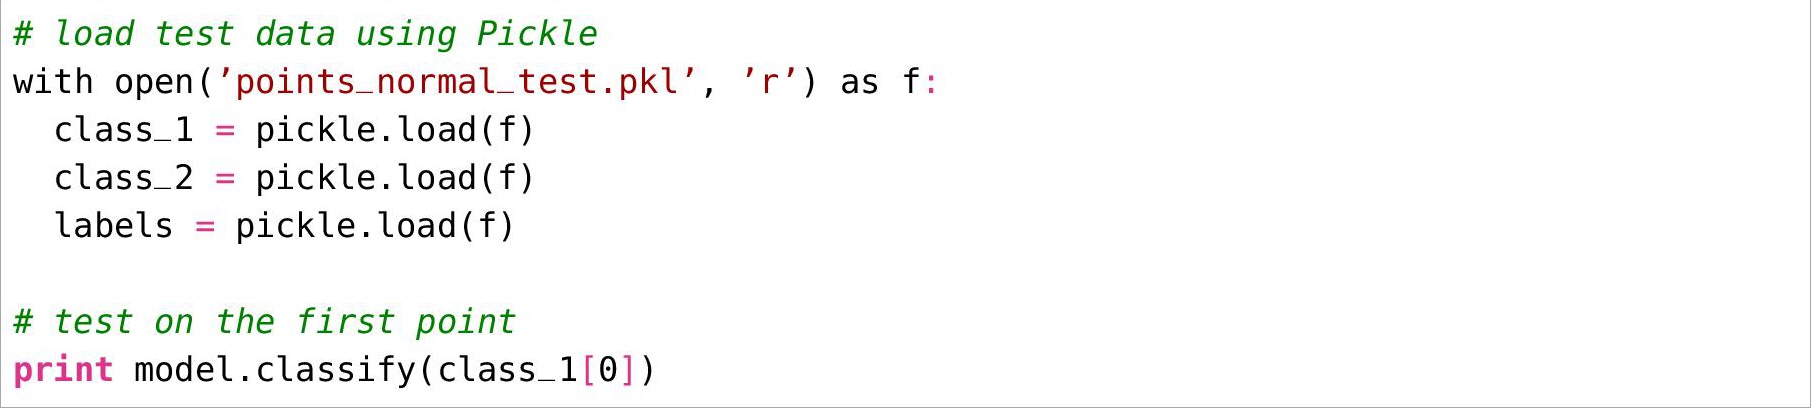 # load test data using Pickle
with open(’points_normal_test.pkl’, ’r’) as f:
  class_1 = pickle.load(f)
  class_2 = pickle.load(f)
  labels = pickle.load(f)

# test on the first point
print model.classify(class_1[0])